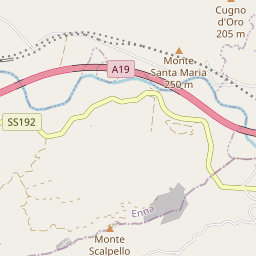 Cugno
d'Oro
205 m
Monte
Santa Maria
250 m
A19
SS192
Enna
Monte
Scalpello